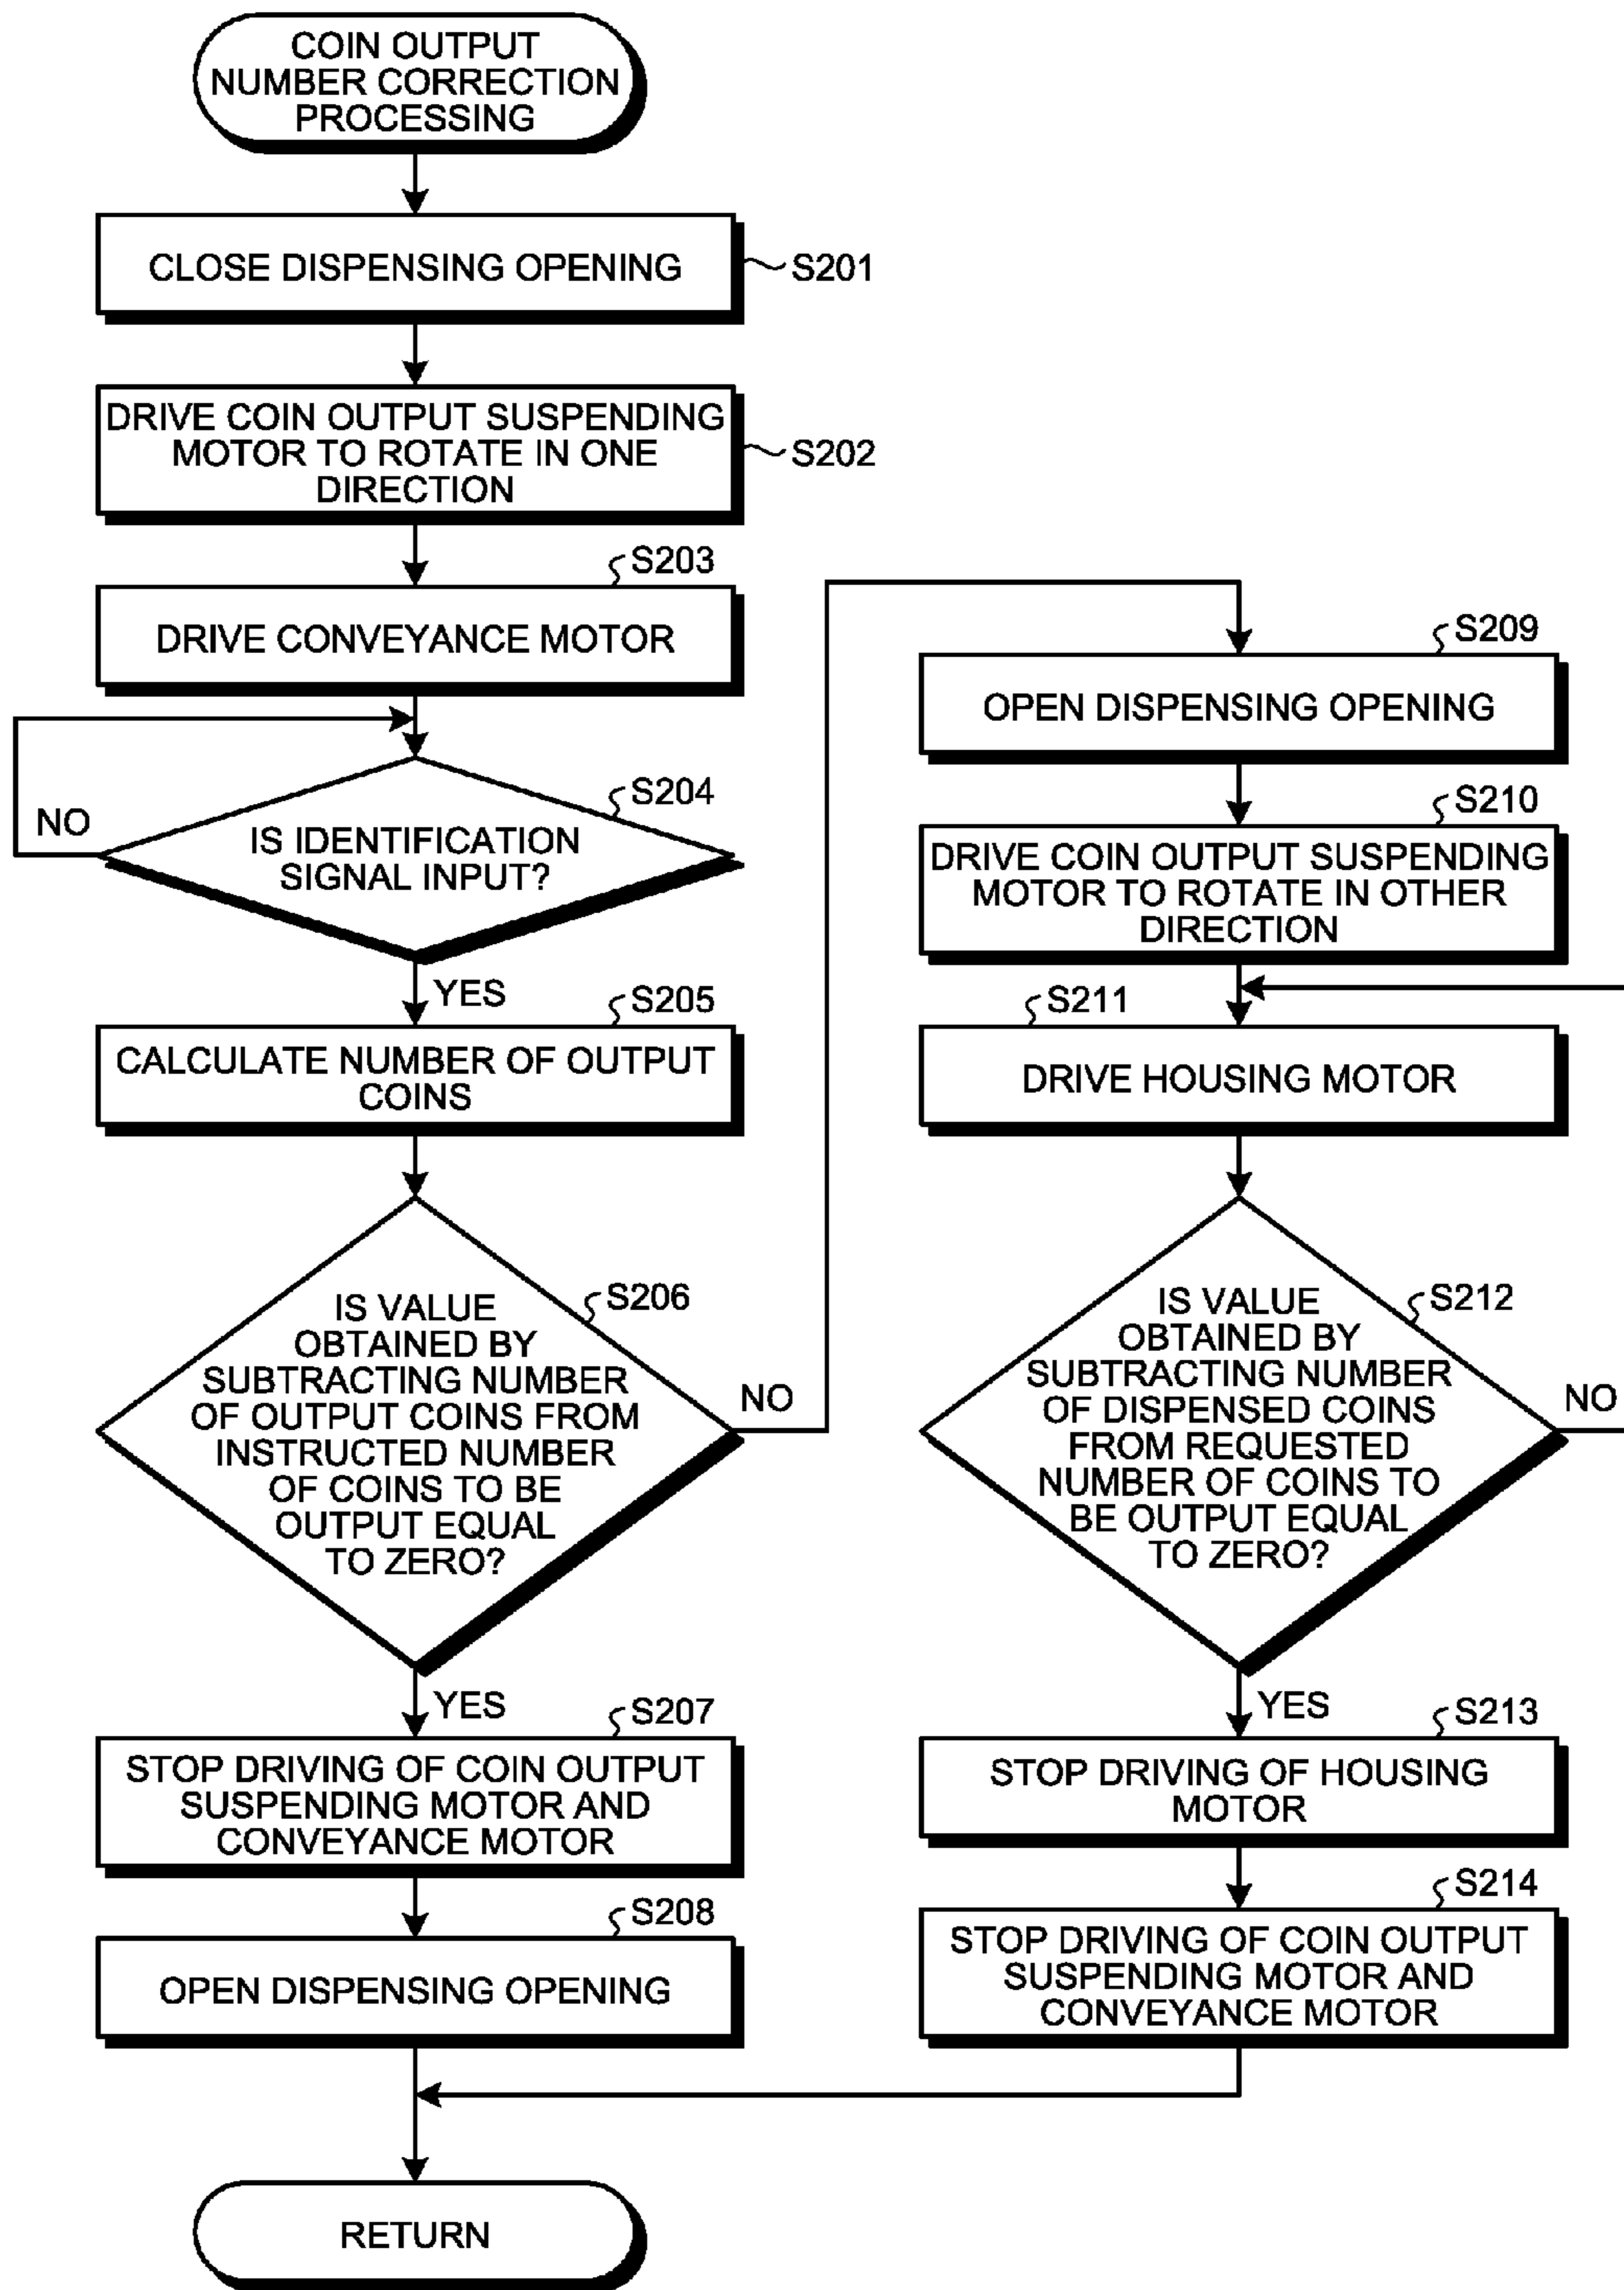 COIN OUTPUT
NUMBER CORRECTION
PROCESSING
CLOSE DISPENSING OPENING
S201
DRIVE COIN OUTPUT SUSPENDING
MOTOR TO ROTATE IN ONE
DIRECTION
S202
S203
DRIVE CONVEYANCE MOTOR
S204
NO
IS IDENTIFICATION
SIGNAL INPUT?
YES
S205
CALCULATE NUMBER OF OUTPUT
COINS
S206
IS VALUE
OBTAINED BY
SUBTRACTING NUMBER
OF OUTPUT COINS FROM
INSTRUCTED NUMBER
OF COINS TO BE
OUTPUT EQUAL
TO ZERO?
NO
YES
S207
STOP DRIVING OF COIN OUTPUT
SUSPENDING MOTOR AND
CONVEYANCE MOTOR
S208
OPEN DISPENSING OPENING
S209
OPEN DISPENSING OPENING
S210
DRIVE COIN OUTPUT SUSPENDING
MOTOR TO ROTATE IN OTHER
DIRECTION
S211
DRIVE HOUSING MOTOR
S212
IS VALUE
OBTAINED BY
SUBTRACTING NUMBER
OF DISPENSED COINS
FROM REQUESTED
NUMBER OF COINS TO
BE OUTPUT EQUAL
TO ZERO?
NO
YES
S213
STOP DRIVING OF HOUSING
MOTOR
S214
STOP DRIVING OF COIN OUTPUT
SUSPENDING MOTOR AND
CONVEYANCE MOTOR
RETURN